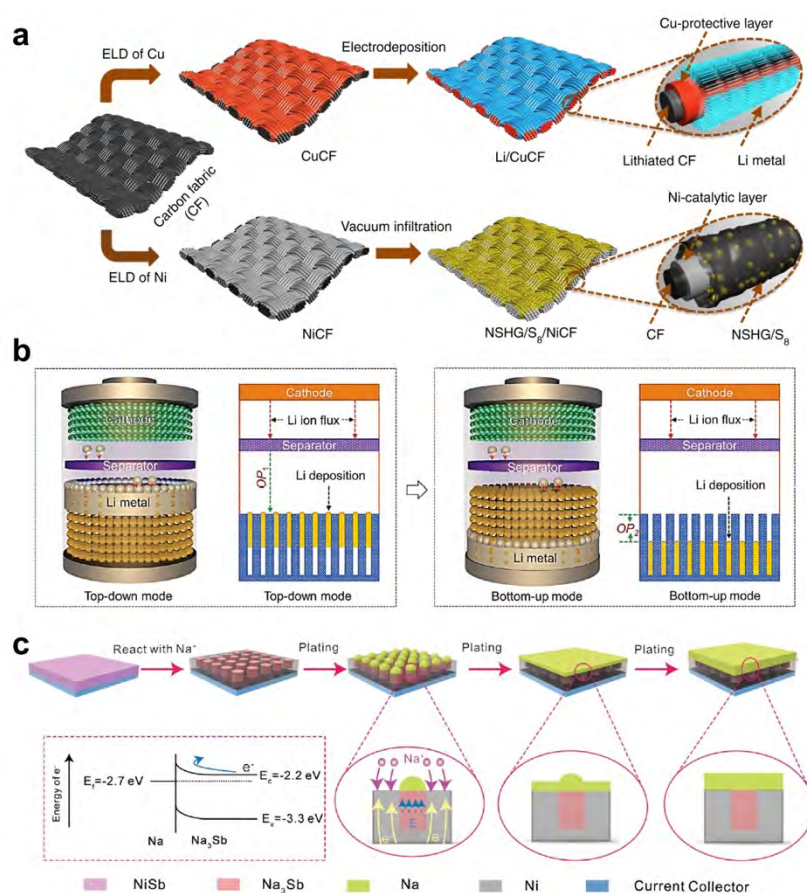 a
ELD of Cu
Electrodeposition
Cu-protective layer
CuCF
Li/CuCF
Lithiated CF
Li metal
Carbon fabric
(CF)
Vacuum infiltration
Ni-catalytic layer
ELD of Ni
NiCF
NSHG/S₈/NiCF
CF
NSHG/S₈
b
Cathode
Cathode
Li ion flux
Separator
Separator
OP₁
Li deposition
Li metal
Top-down mode
Top-down mode
Cathode
Cathode
Li ion flux
Separator
Separator
Li deposition
OP₂
Li metal
Bottom-up mode
Bottom-up mode
c
React with Na⁺
Plating
Plating
Plating
Energy of e⁻
E_f=-2.7 eV
e⁻
E_c=-2.2 eV
E_v=-3.3 eV
Na
Na₃Sb
Na⁺
E
e⁻
e⁻
NiSb
Na₃Sb
Na
Ni
Current Collector